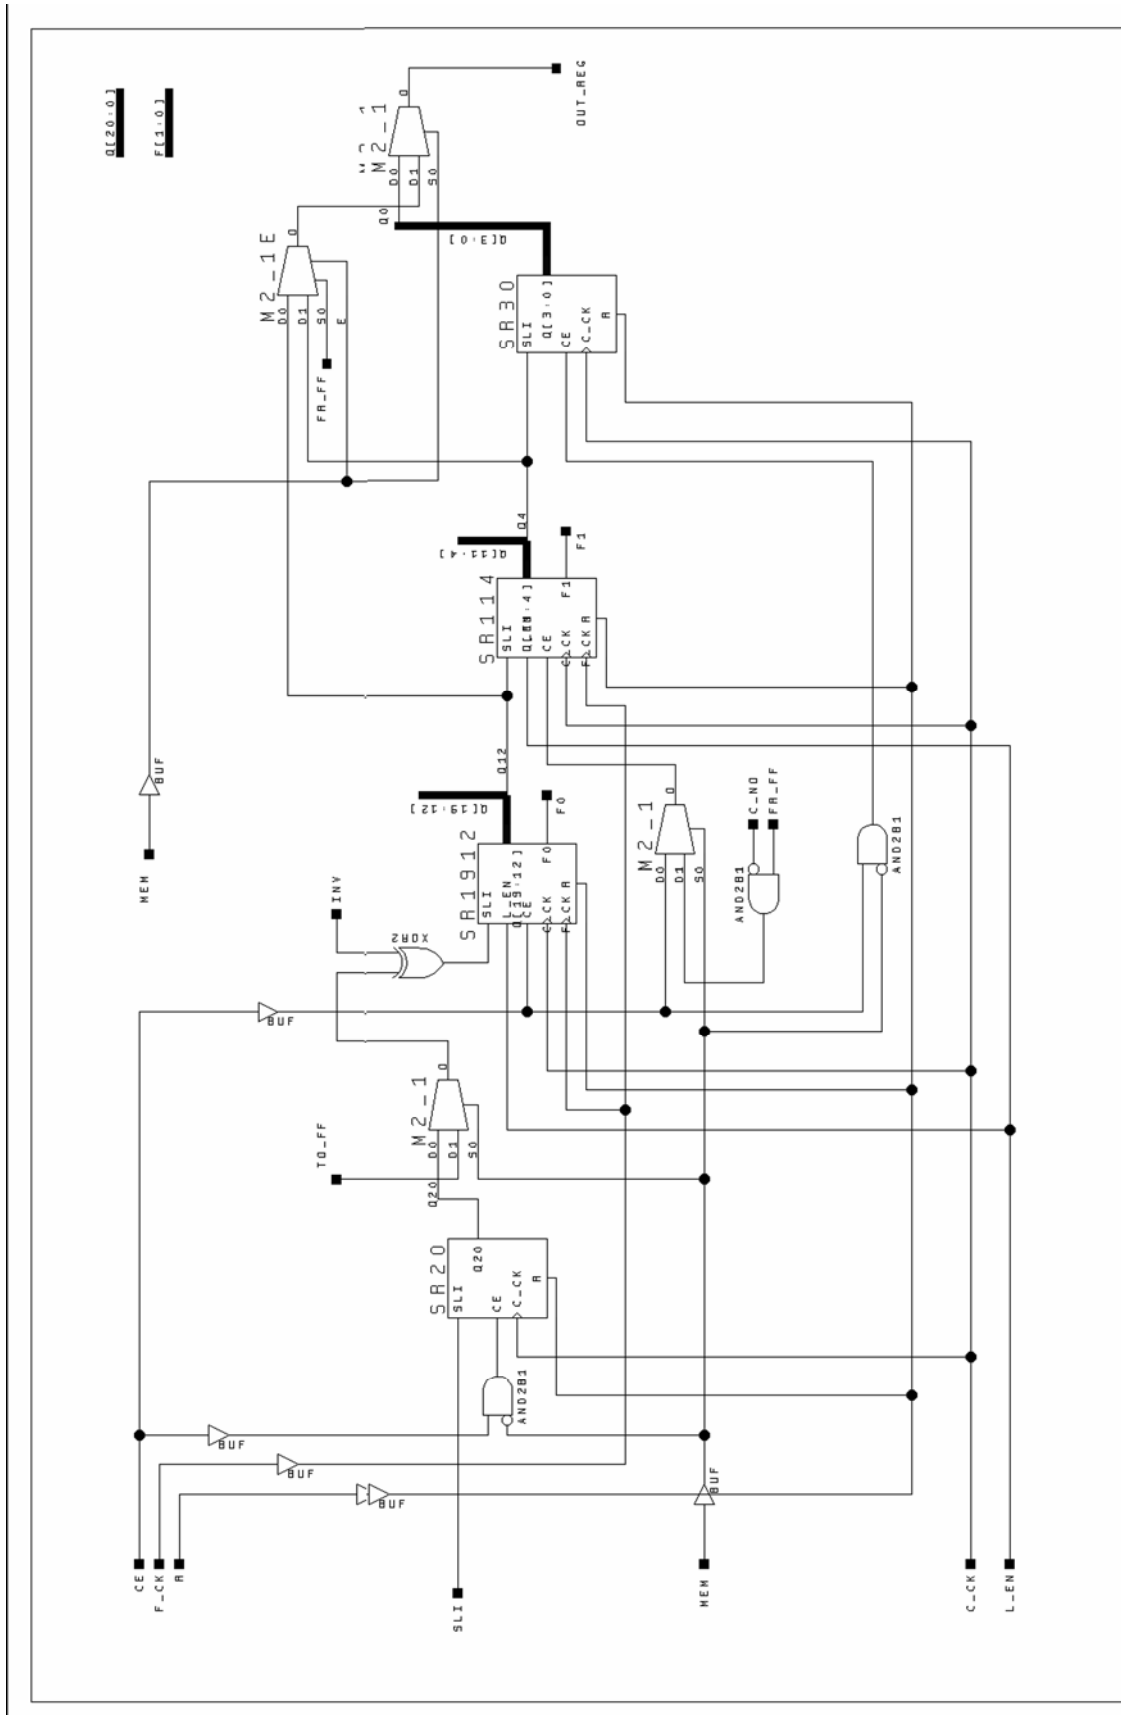 Q[20:0]
F[1:0]
OUT_REG
M2_1
O
D0
D1
S0
Q0
Q[3:0]
M2_1E
O
D0
D1
S0
E
FR_FF
SR30
SLI
Q[3:0]
CE
C_CK
R
Q4
Q[11:4]
F1
SR114
SLI
CE
C_CK
F_CK
R
F1
Q12
Q[19:12]
F0
BUF
MEM
SR1912
SLI
L_EN
Q[19:12]
CE
C_CK
F_CK
R
F0
M2_1
O
D0
D1
S0
C_NO
FR_FF
AND2B1
AND2B1
INV
XOR2
BUF
M2_1
O
D0
D1
S0
TO_FF
Q20
SR20
SLI
Q20
CE
C_CK
R
AND2B1
BUF
BUF
BUF
BUF
CE
F_CK
R
SLI
MEM
C_CK
L_EN